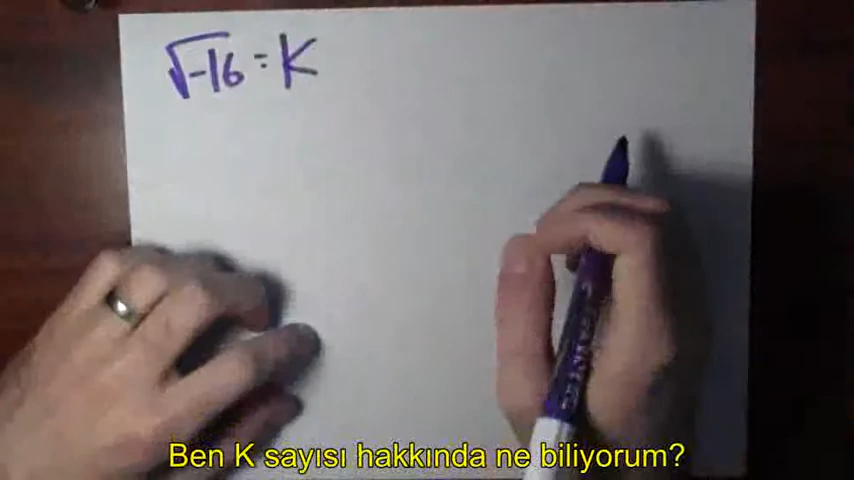 √-16 = K
Ben K sayısı hakkında ne biliyorum?